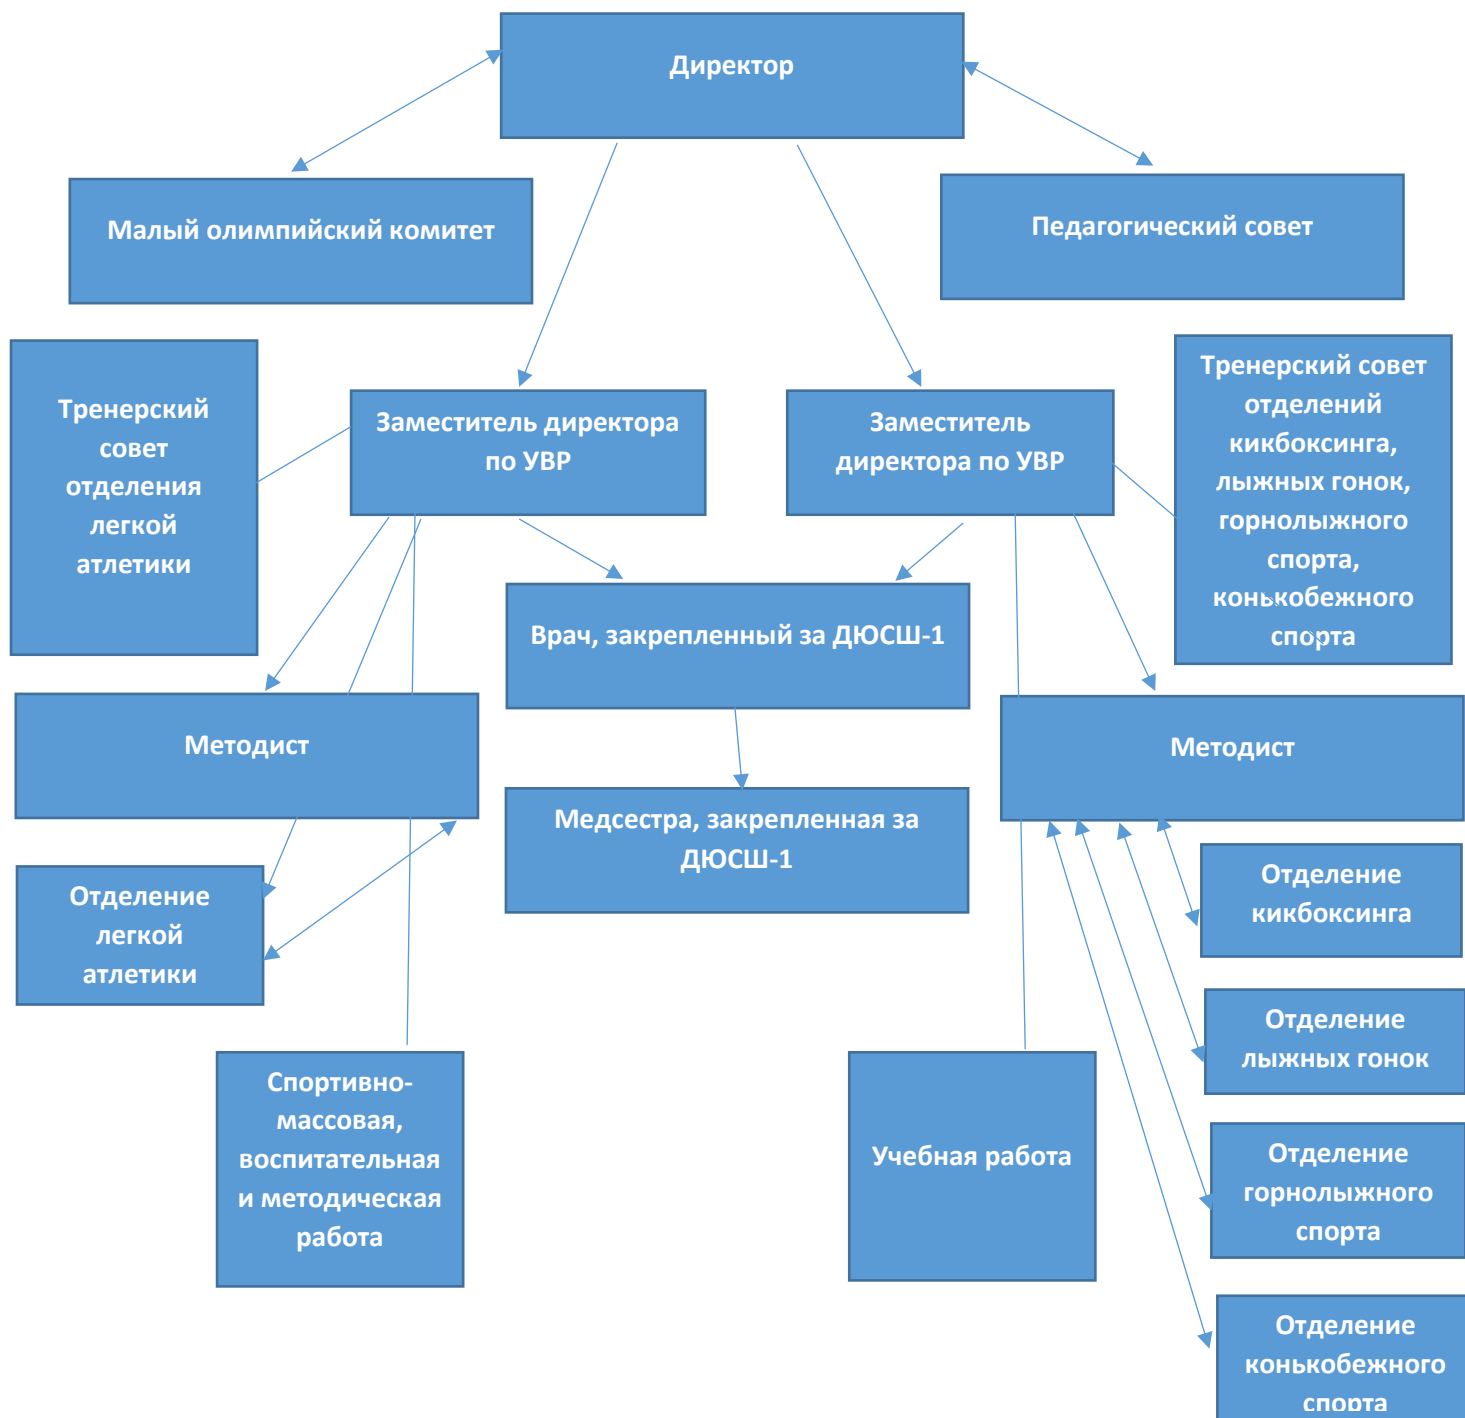 Директор
Малый олимпийский комитет
Педагогический совет
Тренерский
совет
отделения
легкой
атлетики
Заместитель директора
по УВР
Заместитель
директора по УВР
Тренерский совет
отделений
кикбоксинга,
лыжных гонок,
горнолыжного
спорта,
конькобежного
спорта
Врач, закрепленный за ДЮСШ-1
Методист
Методист
Медсестра, закрепленная за
ДЮСШ-1
Отделение
легкой
атлетики
Отделение
кикбоксинга
Отделение
лыжных гонок
Спортивно-
массовая,
воспитательная
и методическая
работа
Учебная работа
Отделение
горнолыжного
спорта
Отделение
конькобежного
спорта